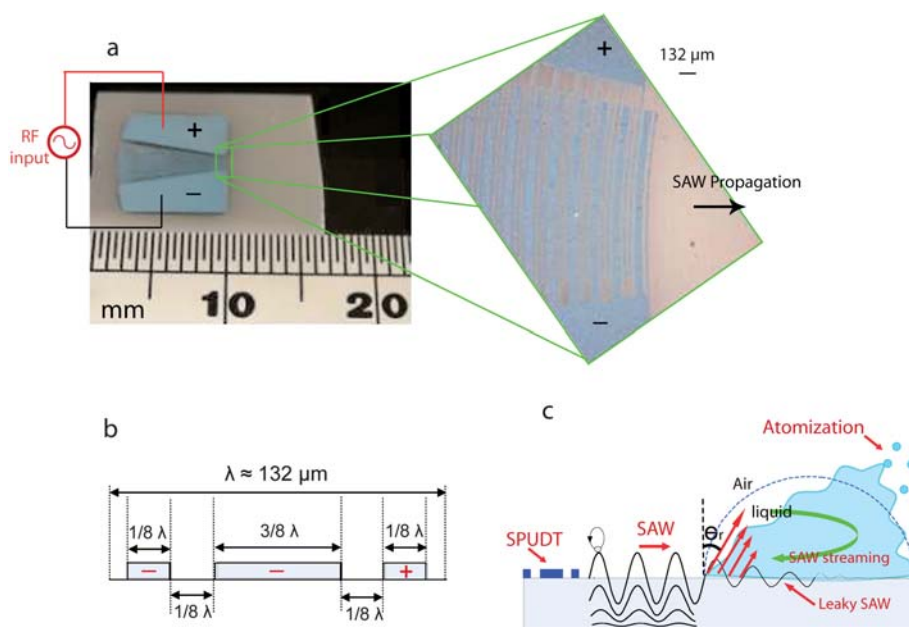 a
RF
input
+
−
mm
10
20
+
132 µm
SAW Propagation
−
b
λ ≈ 132 µm
1/8 λ
3/8 λ
1/8 λ
−
−
+
1/8 λ
1/8 λ
c
Atomization
Air
liquid
SPUDT
SAW
Θr
SAW streaming
Leaky SAW